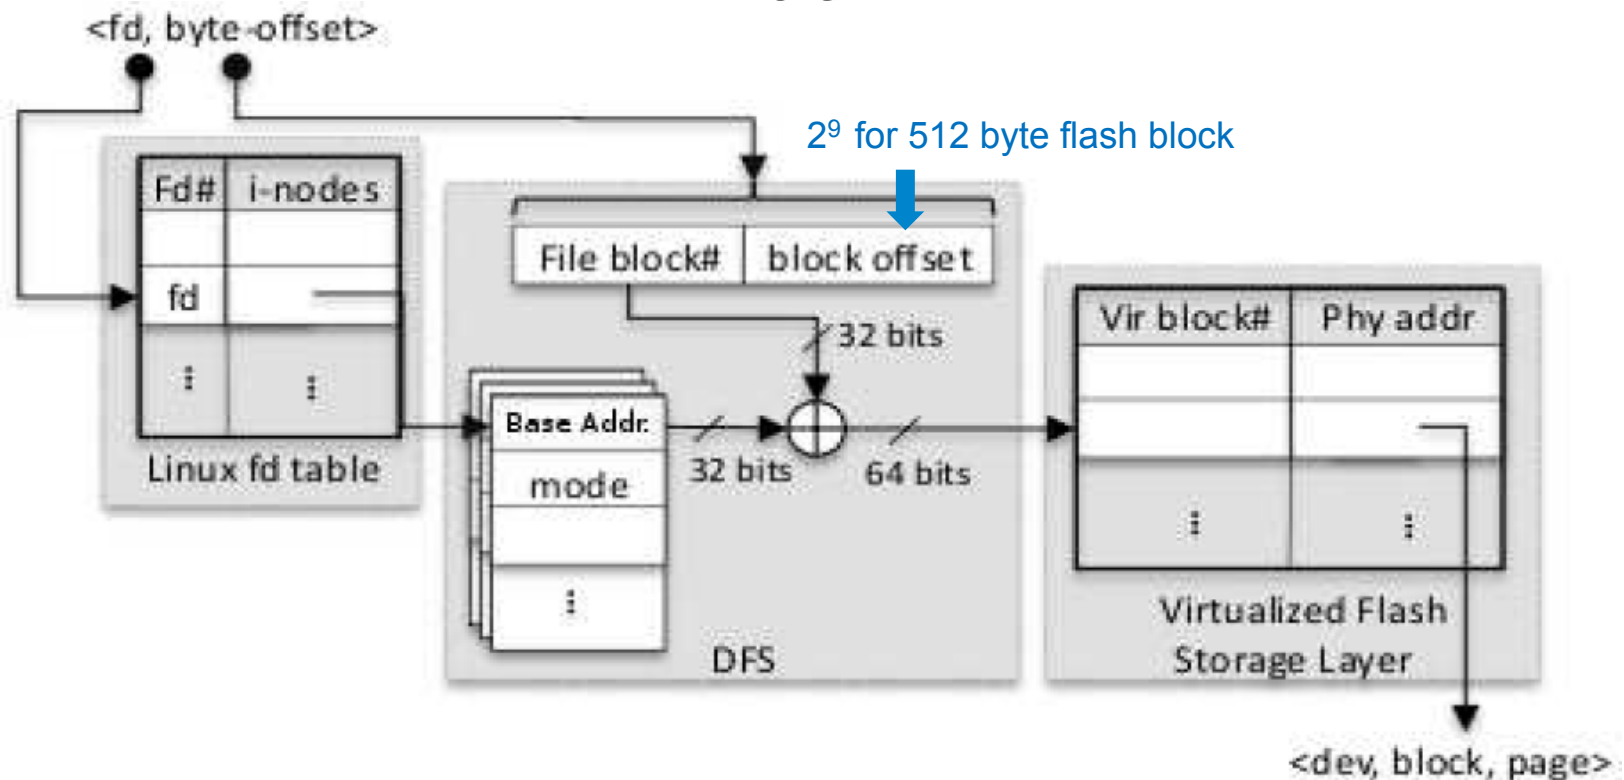 <fd, byte-offset>
2⁹ for 512 byte flash block
Fd# i-nodes
fd
⋮ ⋮
Linux fd table
File block# block offset
32 bits
Base Addr.
mode
⋮
32 bits
64 bits
DFS
Vir block# Phy addr
⋮ ⋮
Virtualized Flash
Storage Layer
<dev, block, page>